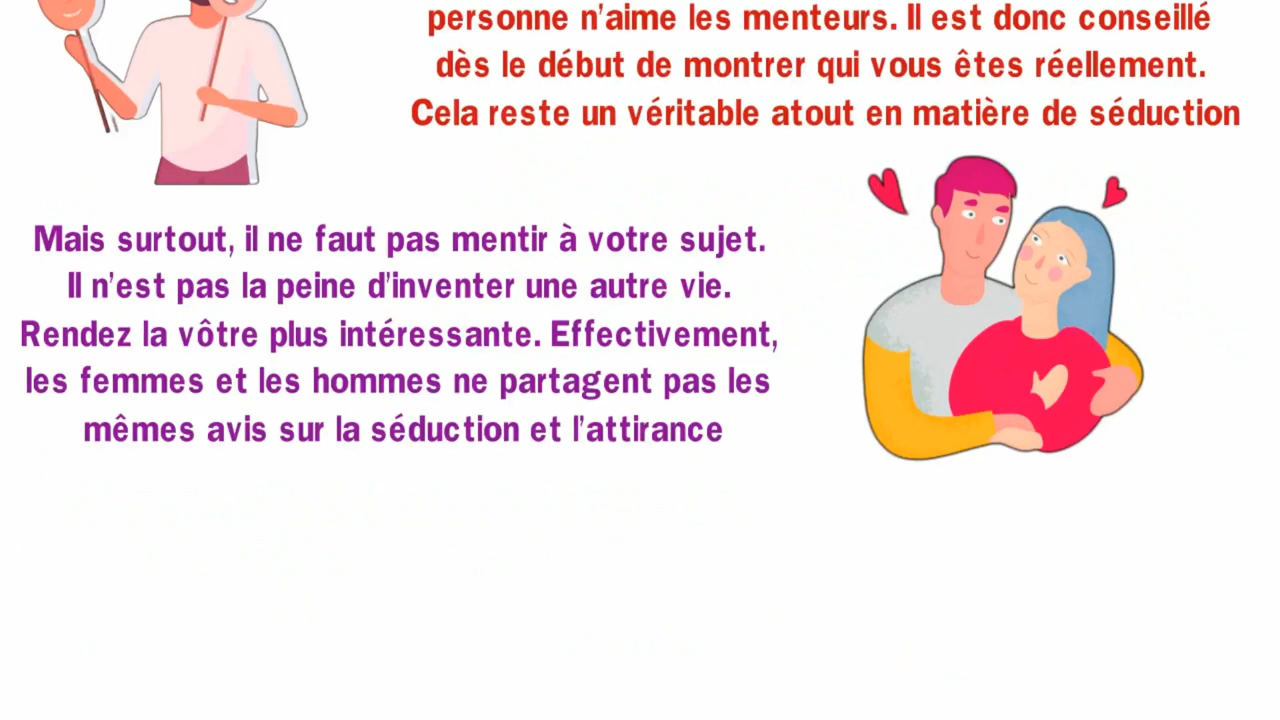 personne n'aime les menteurs. Il est donc conseillé
dès le début de montrer qui vous êtes réellement.
Cela reste un véritable atout en matière de séduction
Mais surtout, il ne faut pas mentir à votre sujet.
Il n'est pas la peine d'inventer une autre vie.
Rendez la vôtre plus intéressante. Effectivement,
les femmes et les hommes ne partagent pas les
mêmes avis sur la séduction et l'attirance